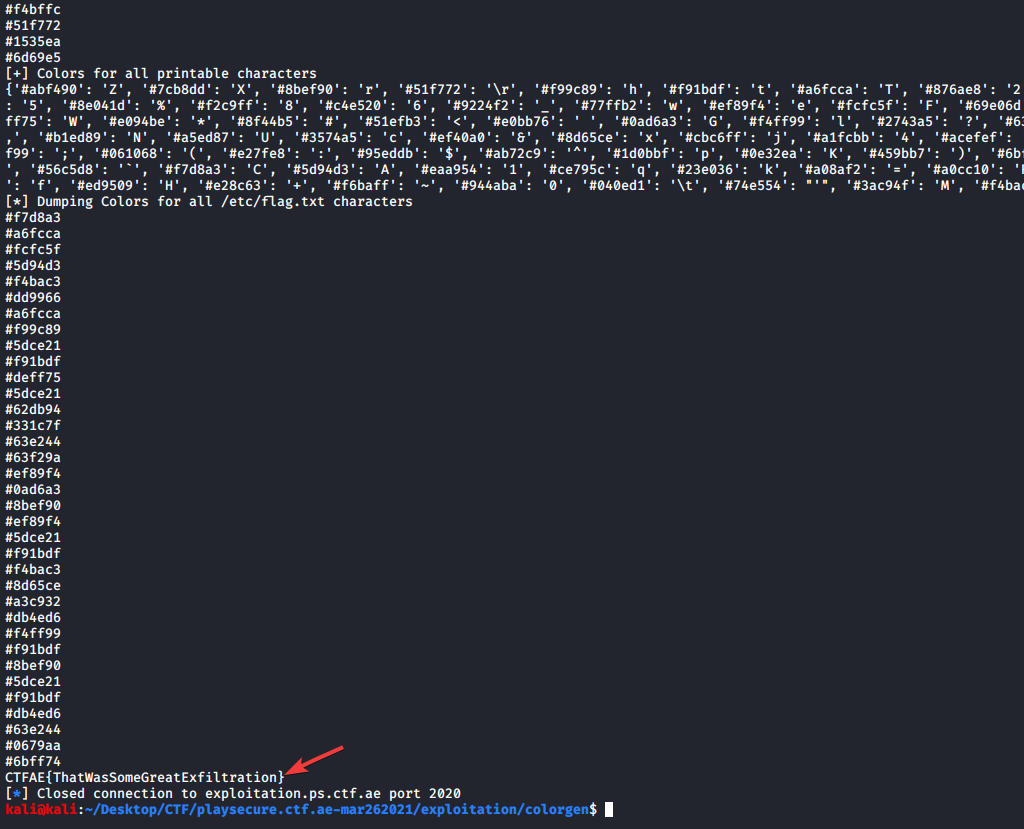 #f4bffc
#51f772
#1535ea
#6d69e5
[+] Colors for all printable characters
{'#abf490': 'Z', '#7cb8dd': 'X', '#8bef90': 'r', '#51f772': '\r', '#f99c89': 'h', '#f91bdf': 't', '#a6fcca': 'T', '#876ae8': '2
: '5', '#8e041d': '%', '#f2c9ff': '8', '#c4e520': '6', '#9224f2': '_', '#77ffb2': 'w', '#ef89f4': 'e', '#fcfc5f': 'F', '#69e06d
ff75': 'W', '#e094be': '*', '#8f44b5': '#', '#51efb3': '<', '#e0bb76': ' ', '#0ad6a3': 'G', '#f4ff99': 'l', '#2743a5': '?', '#63
,', '#b1ed89': 'N', '#a5ed87': 'U', '#3574a5': 'c', '#ef40a0': '&', '#8d65ce': 'x', '#cbc6ff': 'j', '#a1fcbb': '4', '#acefef':
f99': ';', '#061068': '(', '#e27fe8': ':', '#95eddb': '$', '#ab72c9': '^', '#1d0bbf': 'p', '#0e32ea': 'K', '#459bb7': ')', '#6bf
', '#56c5d8': '`', '#f7d8a3': 'C', '#5d94d3': 'A', '#eaa954': '1', '#ce795c': 'q', '#23e036': 'k', '#a08af2': '=', '#a0cc10':
': 'f', '#ed9509': 'H', '#e28c63': '+', '#f6baff': '~', '#944aba': '0', '#040ed1': '\t', '#74e554': "'", '#3ac94f': 'M', '#f4bac
[*] Dumping Colors for all /etc/flag.txt characters
#f7d8a3
#a6fcca
#fcfc5f
#5d94d3
#f4bac3
#dd9966
#a6fcca
#f99c89
#5dce21
#f91bdf
#deff75
#5dce21
#62db94
#331c7f
#63e244
#63f29a
#ef89f4
#0ad6a3
#8bef90
#ef89f4
#5dce21
#f91bdf
#f4bac3
#8d65ce
#a3c932
#db4ed6
#f4ff99
#f91bdf
#8bef90
#5dce21
#f91bdf
#db4ed6
#63e244
#0679aa
#6bff74
CTFAE{ThatWasSomeGreatExfiltration}
[*] Closed connection to exploitation.ps.ctf.ae port 2020
kali@kali:~/Desktop/CTF/playsecure.ctf.ae-mar262021/exploitation/colorgen$